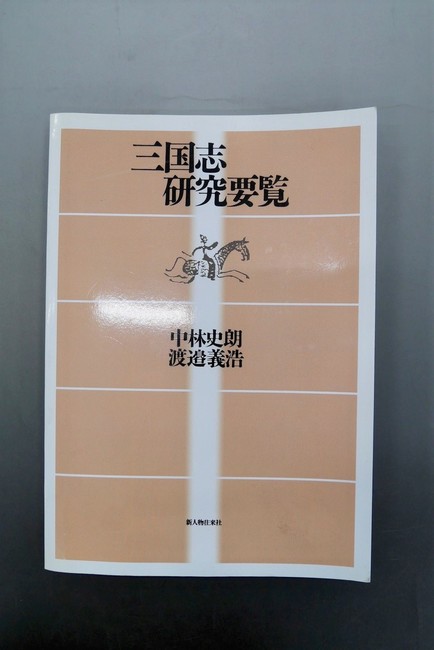 三国志
研究要覧
中林史朗
渡邉義浩
新人物往来社